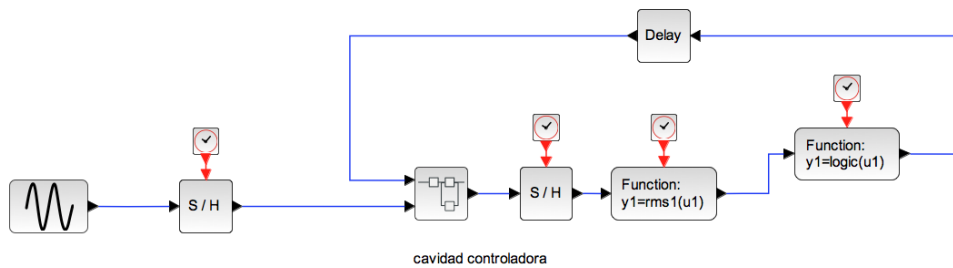 Delay
S / H
S / H
Function:
y1=rms1(u1)
Function:
y1=logic(u1)
cavidad controladora